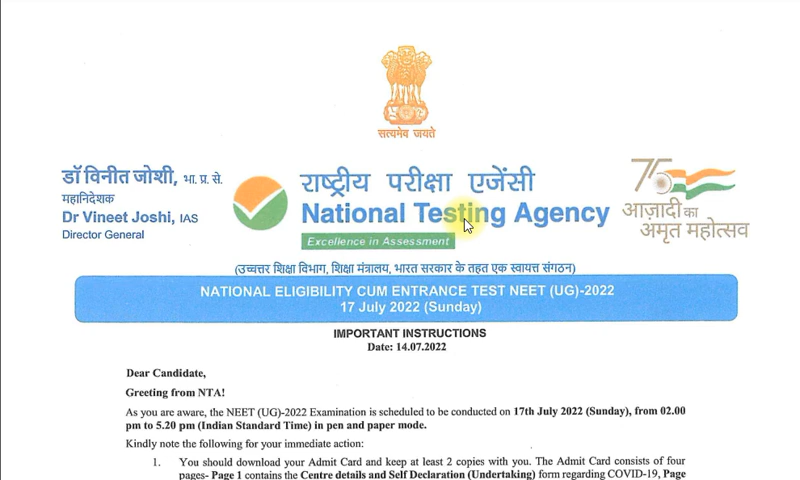 सत्यमेव जयते
डॉ विनीत जोशी, भा. प्र. से.
महानिदेशक
Dr Vineet Joshi, IAS
Director General
राष्ट्रीय परीक्षा एजेंसी
National Testing Agency
Excellence in Assessment
75
आज़ादी का
अमृत महोत्सव
(उच्चत्तर शिक्षा विभाग, शिक्षा मंत्रालय, भारत सरकार के तहत एक स्वायत्त संगठन)
NATIONAL ELIGIBILITY CUM ENTRANCE TEST NEET (UG)-2022
17 July 2022 (Sunday)
IMPORTANT INSTRUCTIONS
Date: 14.07.2022
Dear Candidate,
Greeting from NTA!
As you are aware, the NEET (UG)-2022 Examination is scheduled to be conducted on 17th July 2022 (Sunday), from 02.00
pm to 5.20 pm (Indian Standard Time) in pen and paper mode.
Kindly note the following for your immediate action:
1. You should download your Admit Card and keep at least 2 copies with you. The Admit Card consists of four
pages- Page 1 contains the Centre details and Self Declaration (Undertaking) form regarding COVID-19, Page